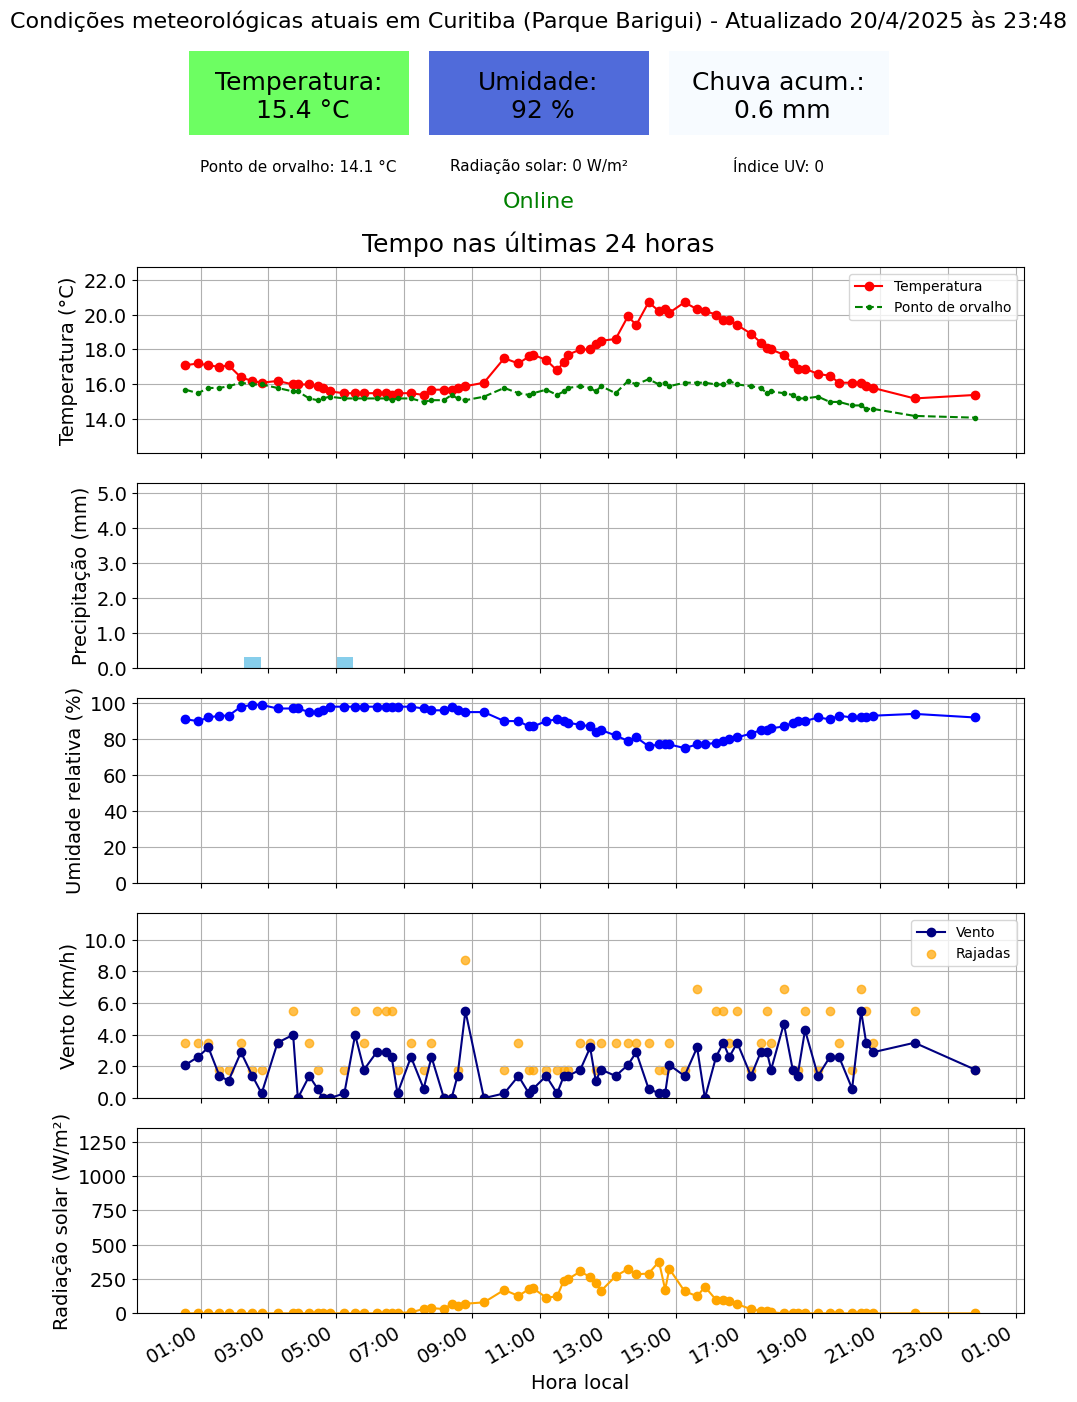 Condições meteorológicas atuais em Curitiba (Parque Barigui) - Atualizado 20/4/2025 às 23:48
Temperatura:
15.4 °C
Umidade:
92 %
Chuva acum.:
0.6 mm
Ponto de orvalho: 14.1 °C
Radiação solar: 0 W/m²
Índice UV: 0
Online
Tempo nas últimas 24 horas
Temperatura (°C)
22.0
20.0
18.0
16.0
14.0
Temperatura
Ponto de orvalho
Precipitação (mm)
5.0
4.0
3.0
2.0
1.0
0.0
Umidade relativa (%)
100
80
60
40
20
0
Vento (km/h)
10.0
8.0
6.0
4.0
2.0
0.0
Vento
Rajadas
Radiação solar (W/m²)
1250
1000
750
500
250
0
01:00
03:00
05:00
07:00
09:00
11:00
13:00
15:00
17:00
19:00
21:00
23:00
01:00
Hora local